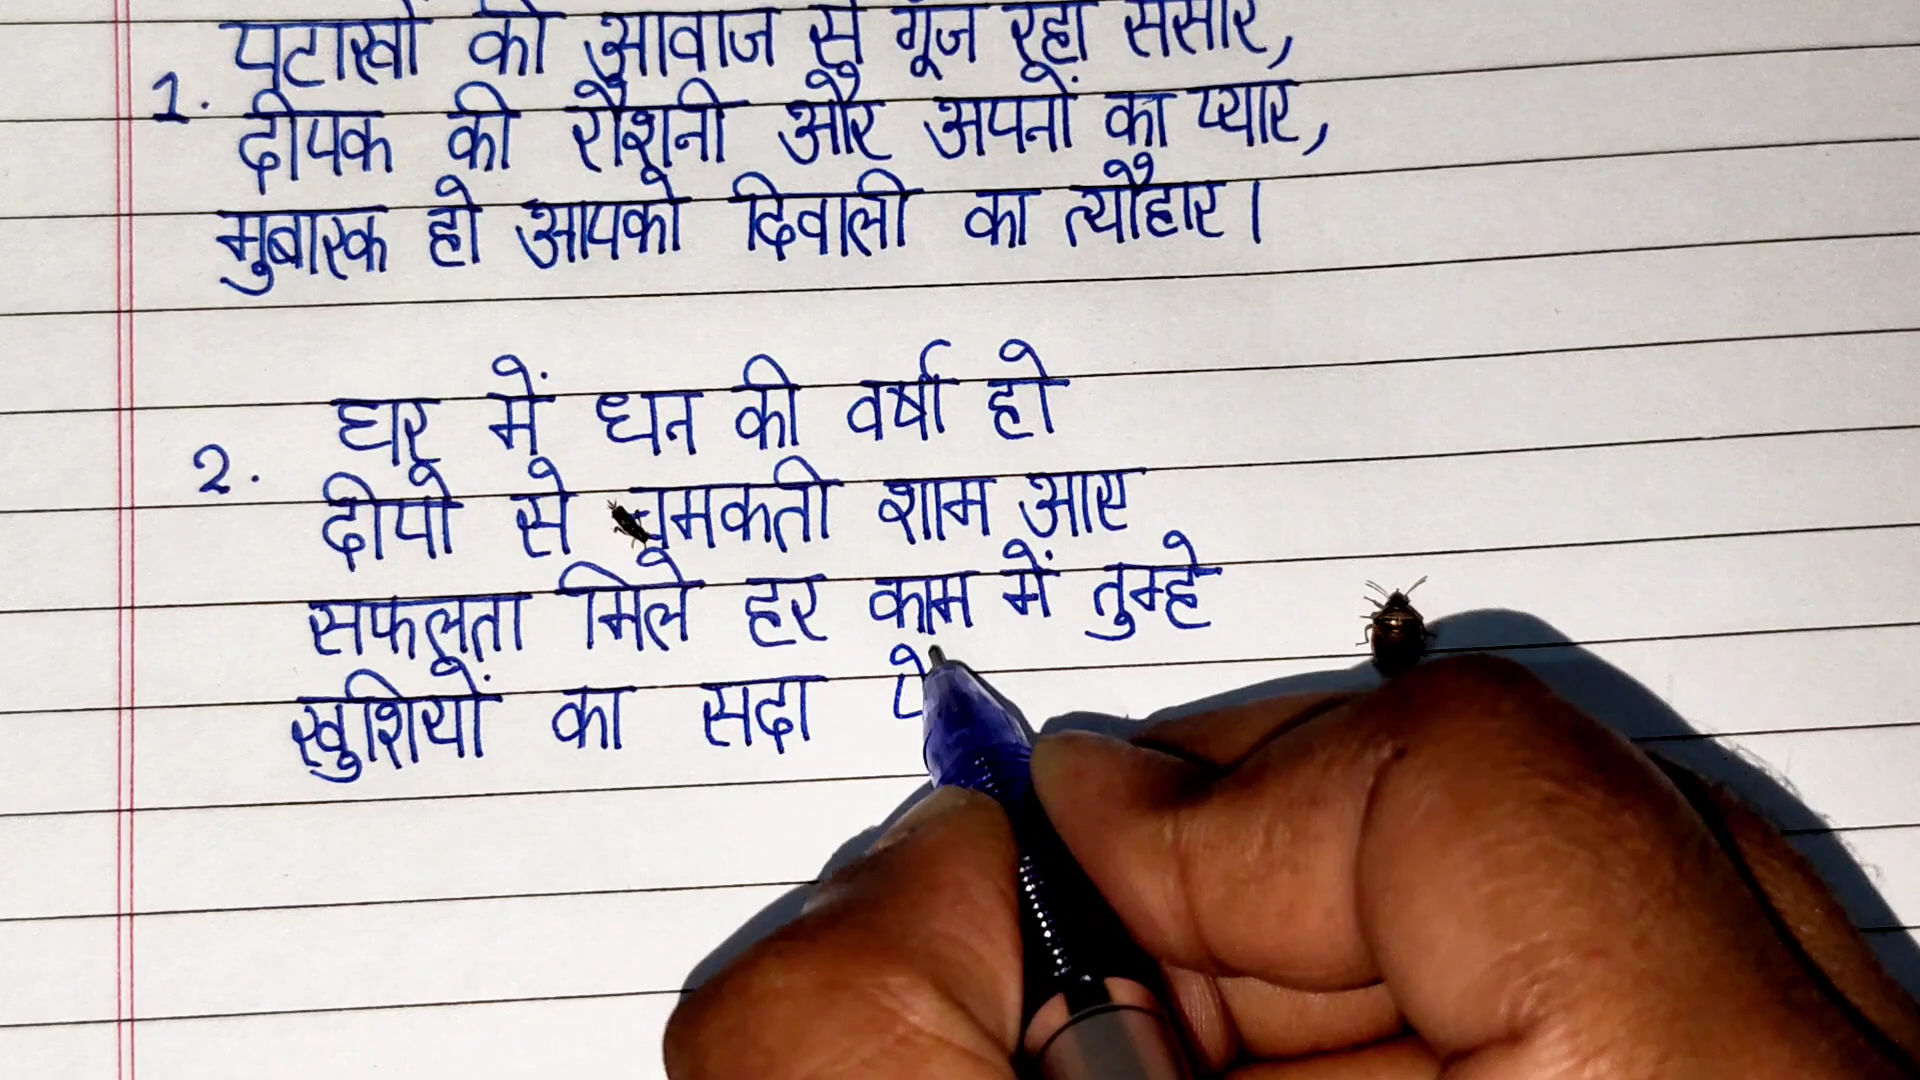 पटाखों की आवाज से गूँज रहा संसार,
1. दीपक की रौशनी और अपनों का प्यार,
मुबारक हो आपको दिवाली का त्यौहार।
घर में धन की वर्षा हो
2. दीपो से चमकती शाम आए
सफलता मिले हर काम में तुम्हे
खुशियों का सदा